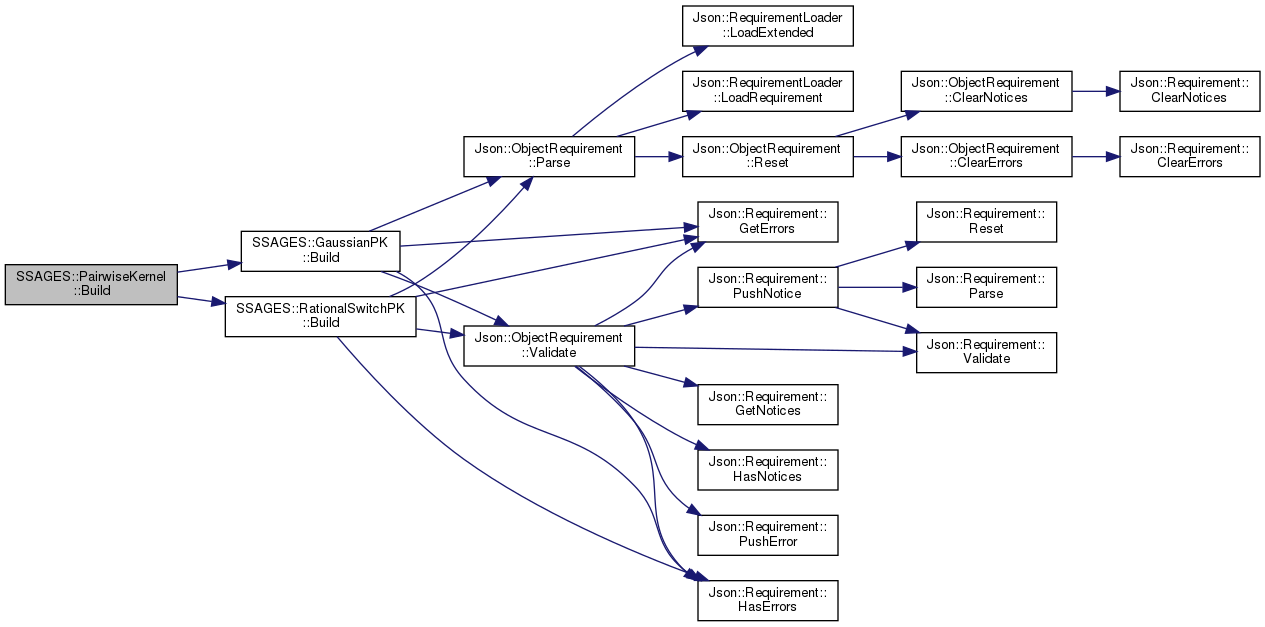 Json::RequirementLoader
::LoadExtended
Json::RequirementLoader
::LoadRequirement
Json::ObjectRequirement
::ClearNotices
Json::Requirement::
ClearNotices
Json::ObjectRequirement
::Parse
Json::ObjectRequirement
::Reset
Json::ObjectRequirement
::ClearErrors
Json::Requirement::
ClearErrors
SSAGES::GaussianPK
::Build
Json::Requirement::
GetErrors
Json::Requirement::
Reset
SSAGES::PairwiseKernel
::Build
Json::Requirement::
PushNotice
Json::Requirement::
Parse
SSAGES::RationalSwitchPK
::Build
Json::ObjectRequirement
::Validate
Json::Requirement::
Validate
Json::Requirement::
GetNotices
Json::Requirement::
HasNotices
Json::Requirement::
PushError
Json::Requirement::
HasErrors